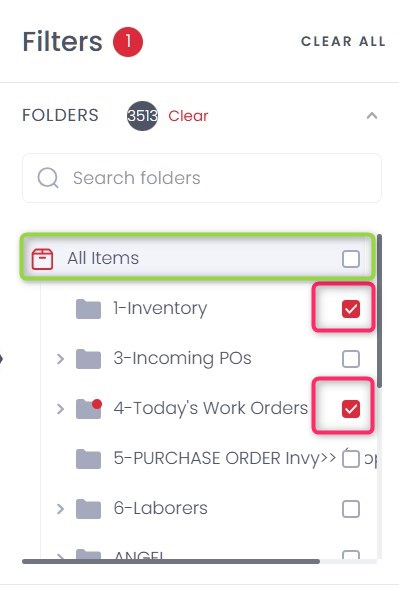 Filters 1 CLEAR ALL
FOLDERS 3513 Clear
Search folders
All Items
1-Inventory
3-Incoming POs
4-Today's Work Orders
5-PURCHASE ORDER Invy>>
6-Laborers
ANGEL